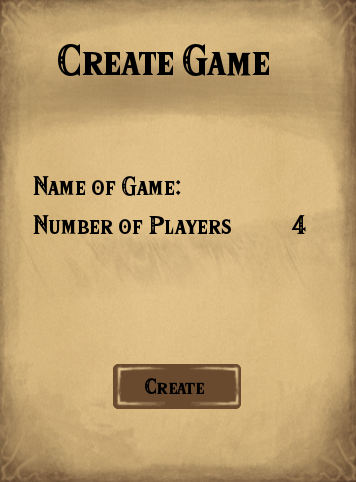 Create Game
Name of Game:
Number of Players 4
Create